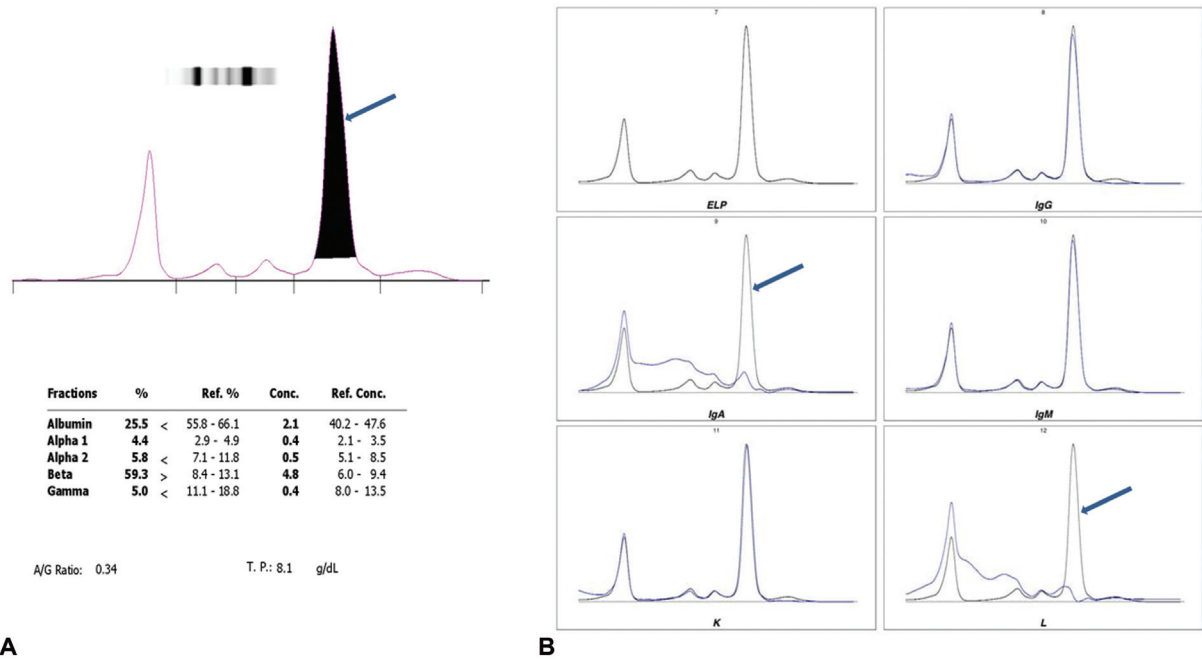 Fractions % Ref. % Conc. Ref. Conc.
Albumin 25.5 < 55.8 - 66.1 2.1 40.2 - 47.6
Alpha 1 4.4 2.9 - 4.9 0.4 2.1 - 3.5
Alpha 2 5.8 < 7.1 - 11.8 0.5 5.1 - 8.5
Beta 59.3 > 8.4 - 13.1 4.8 6.0 - 9.4
Gamma 5.0 < 11.1 - 18.8 0.4 8.0 - 13.5
A/G Ratio: 0.34 T. P.: 8.1 g/dL
A
7
ELP
8
IgG
9
IgA
10
IgM
11
K
12
L
B